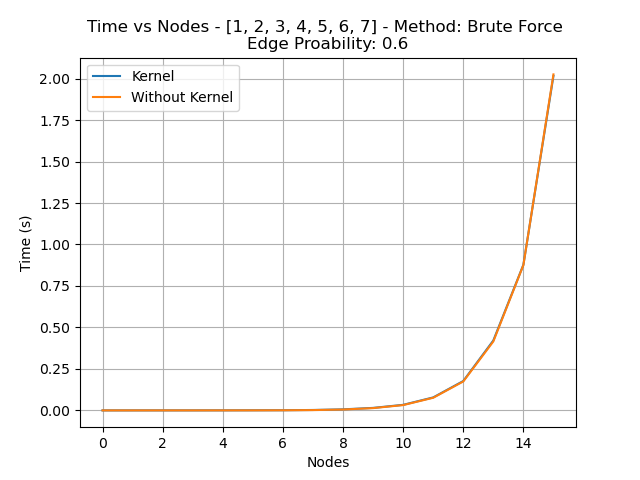 Time vs Nodes - [1, 2, 3, 4, 5, 6, 7] - Method: Brute Force
Edge Proability: 0.6
Kernel
Without Kernel
2.00
1.75
1.50
1.25
1.00
0.75
0.50
0.25
0.00
Time (s)
0 2 4 6 8 10 12 14
Nodes